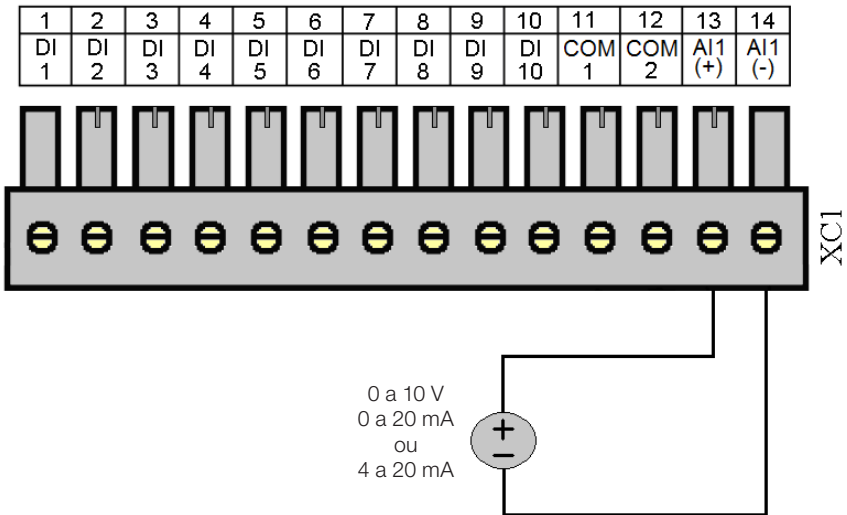 1 2 3 4 5 6 7 8 9 10 11 12 13 14
DI DI DI DI DI DI DI DI DI DI COM COM AI1 AI1
1 2 3 4 5 6 7 8 9 10 1 2 (+) (-)
XC1
0 a 10 V
0 a 20 mA
ou
4 a 20 mA
+
−